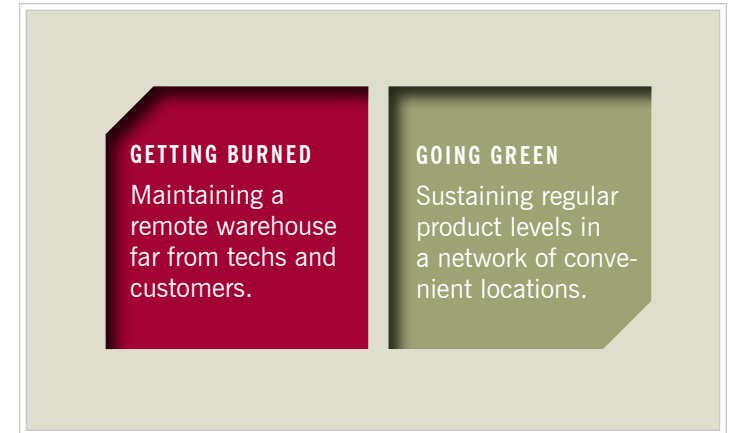 GETTING BURNED
Maintaining a
remote warehouse
far from techs and
customers.
GOING GREEN
Sustaining regular
product levels in
a network of conve-
nient locations.